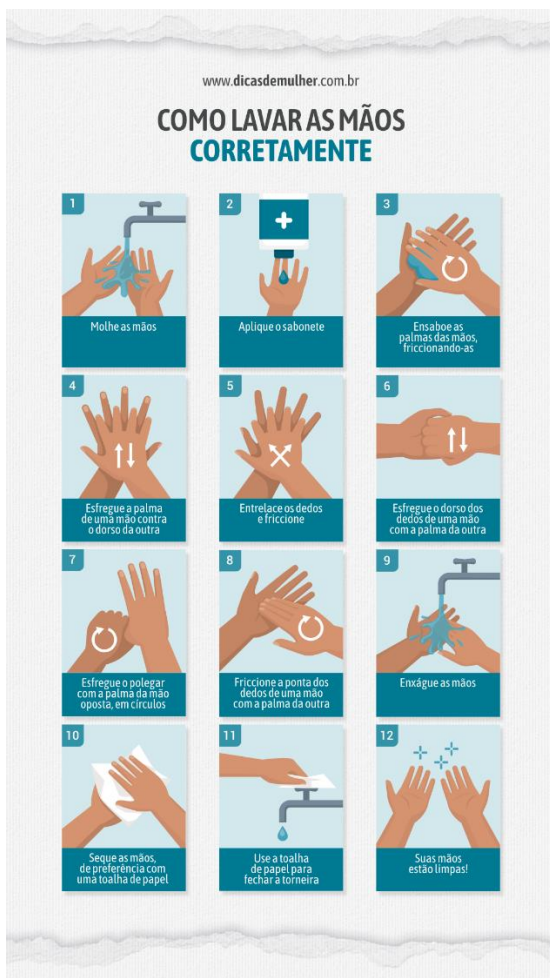 www.dicasdemulher.com.br
COMO LAVAR AS MÃOS
CORRETAMENTE
1
Molhe as mãos
2
Aplique o sabonete
3
Ensaboe as
palmas das mãos,
friccionando-as
4
Esfregue a palma
de uma mão contra
o dorso da outra
5
Entrelace os dedos
e friccione
6
Esfregue o dorso dos
dedos de uma mão
com a palma da outra
7
Esfregue o polegar
com a palma da mão
oposta, em círculos
8
Friccione a ponta dos
dedos de uma mão
com a palma da outra
9
Enxágue as mãos
10
Seque as mãos,
de preferência com
uma toalha de papel
11
Use a toalha
de papel para
fechar a torneira
12
Suas mãos
estão limpas!